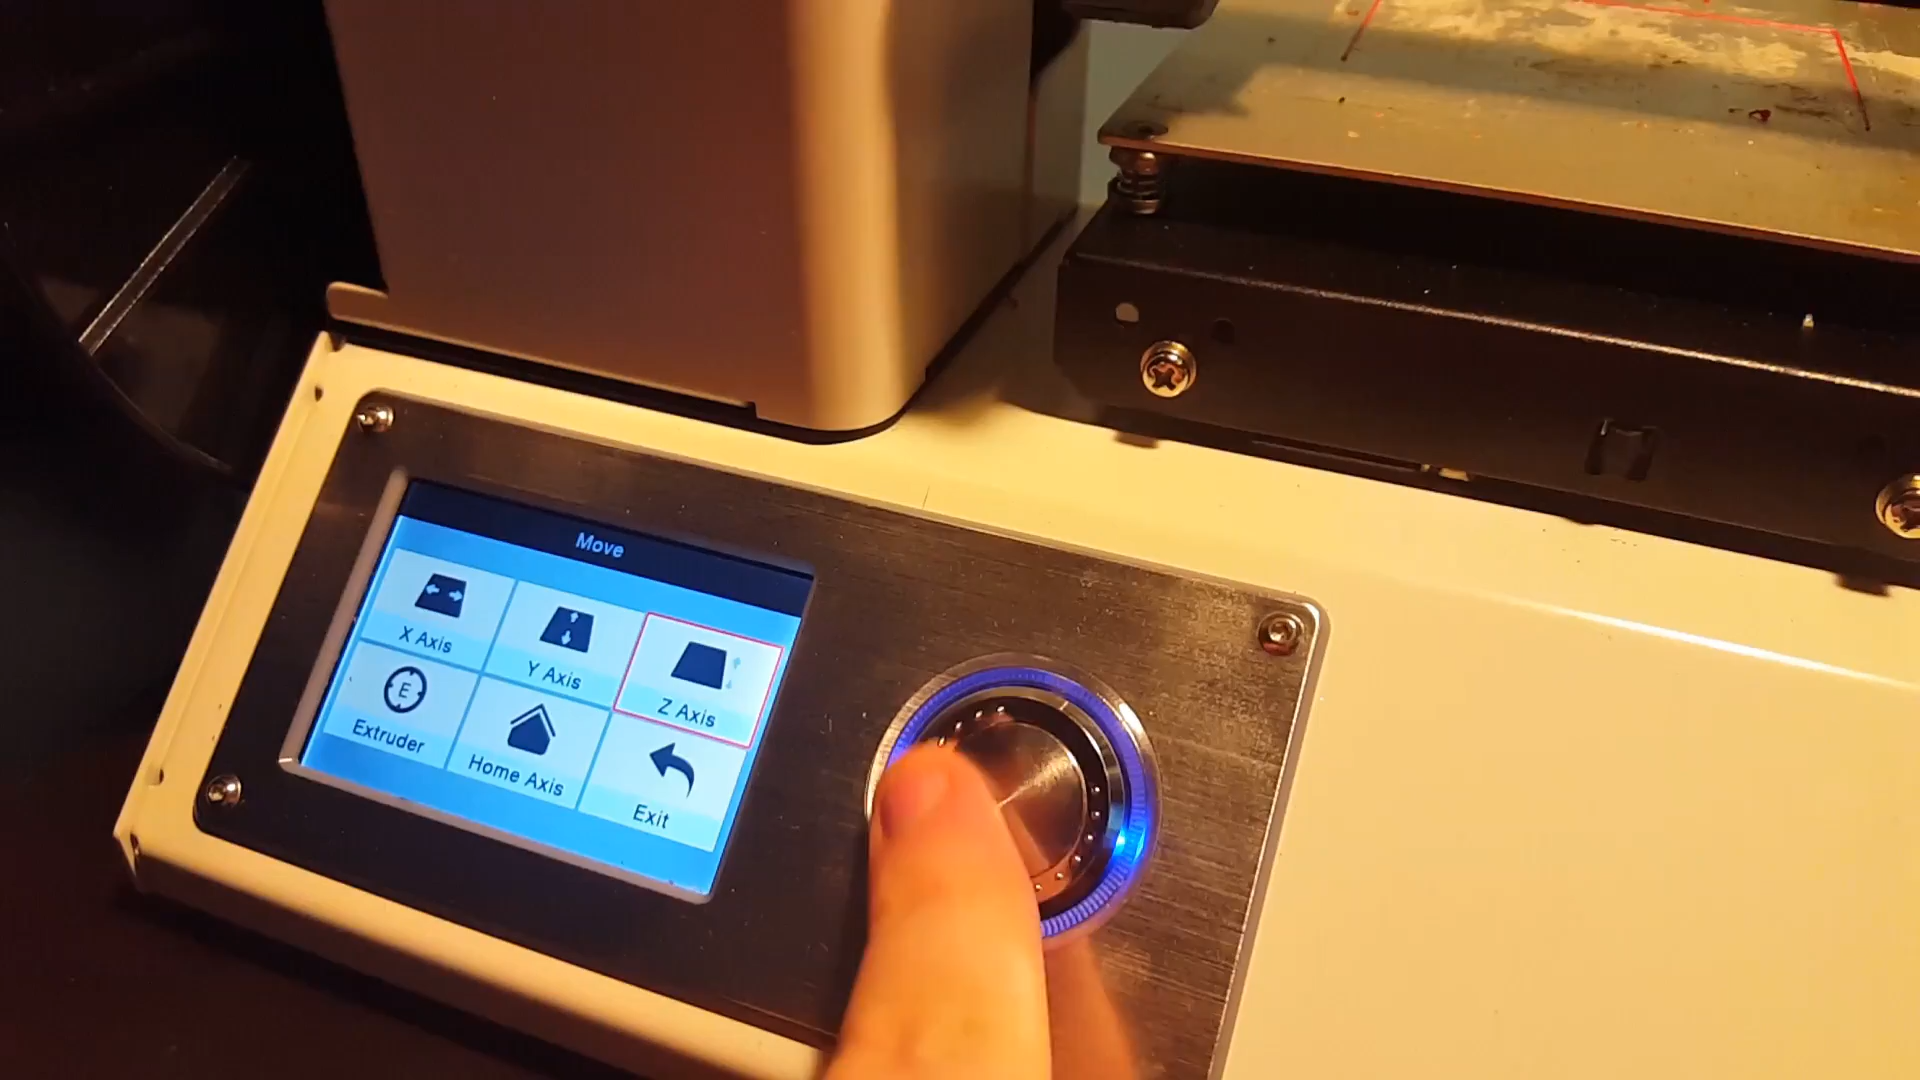 Move
X Axis
Y Axis
Z Axis
E
Extruder
Home Axis
Exit